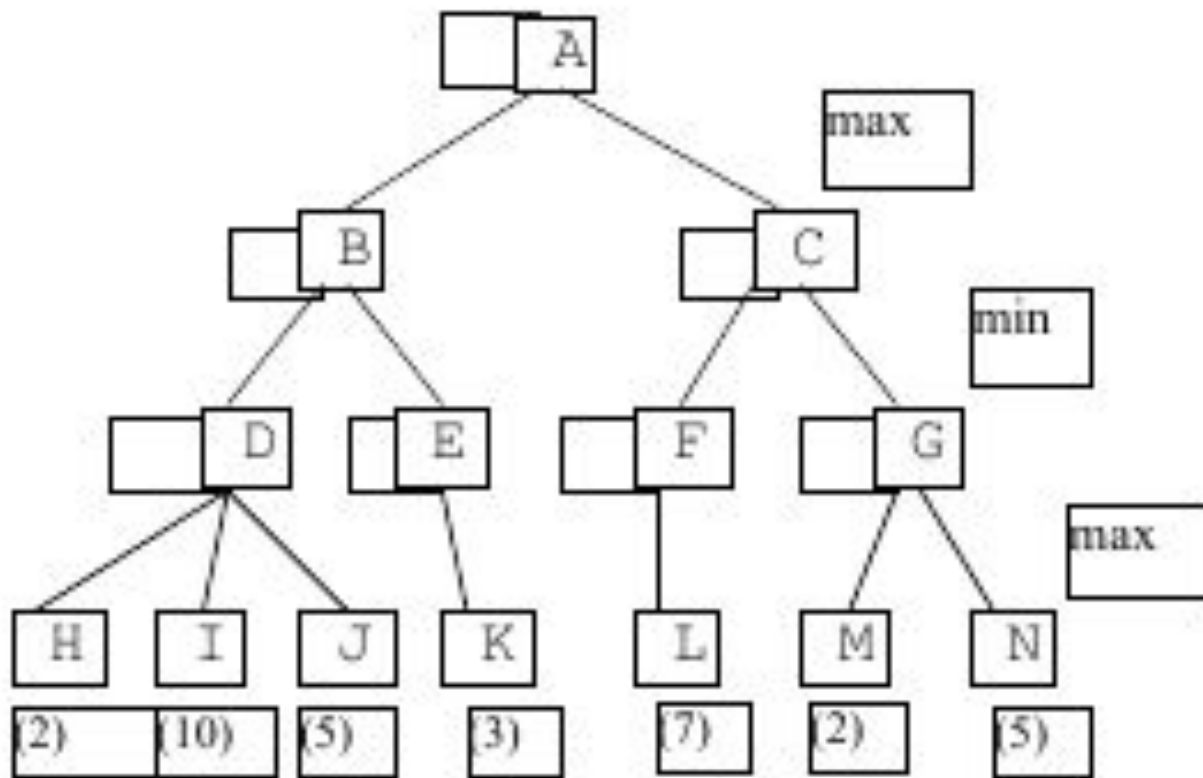 A
max
B C
min
D E F G
max
H I J K L M N
(2) (10) (5) (3) (7) (2) (5)